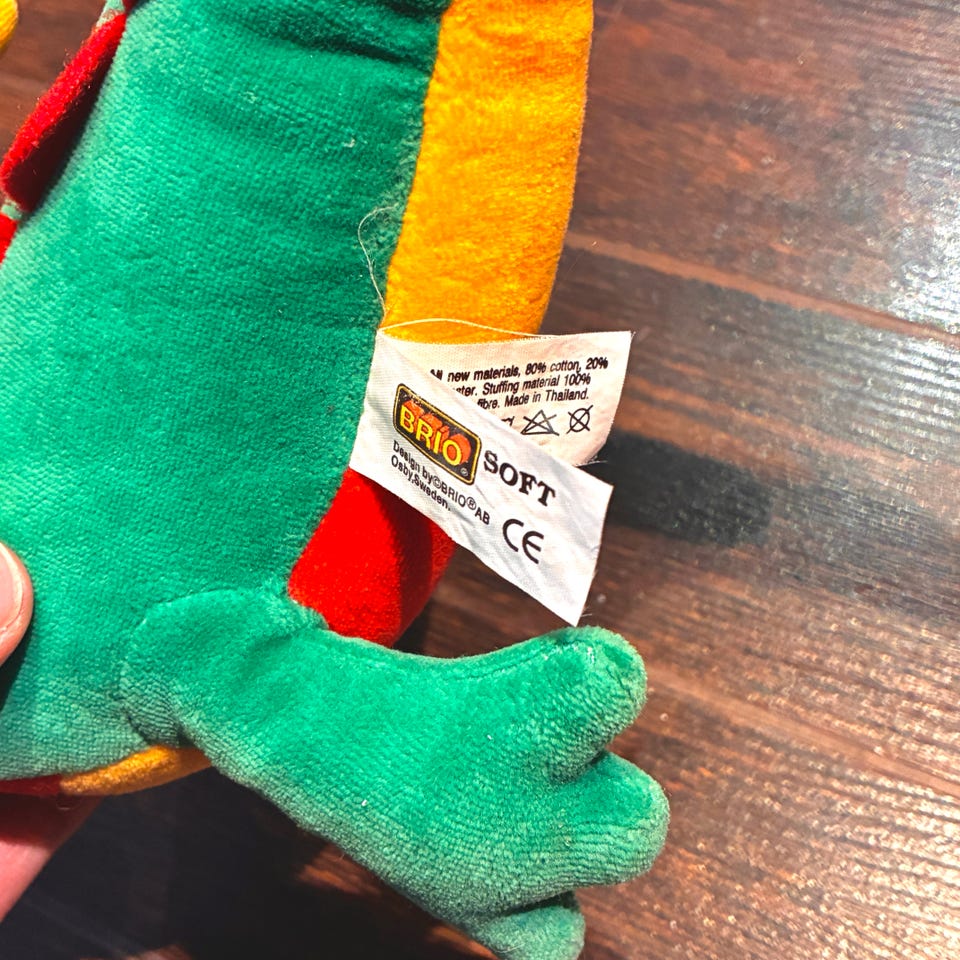 All new materials, 80% cotton, 20%
Stuffing material 100%
fibre. Made in Thailand.
BRIO® SOFT
Design by©BRIO®AB
Osby,Sweden.
CE